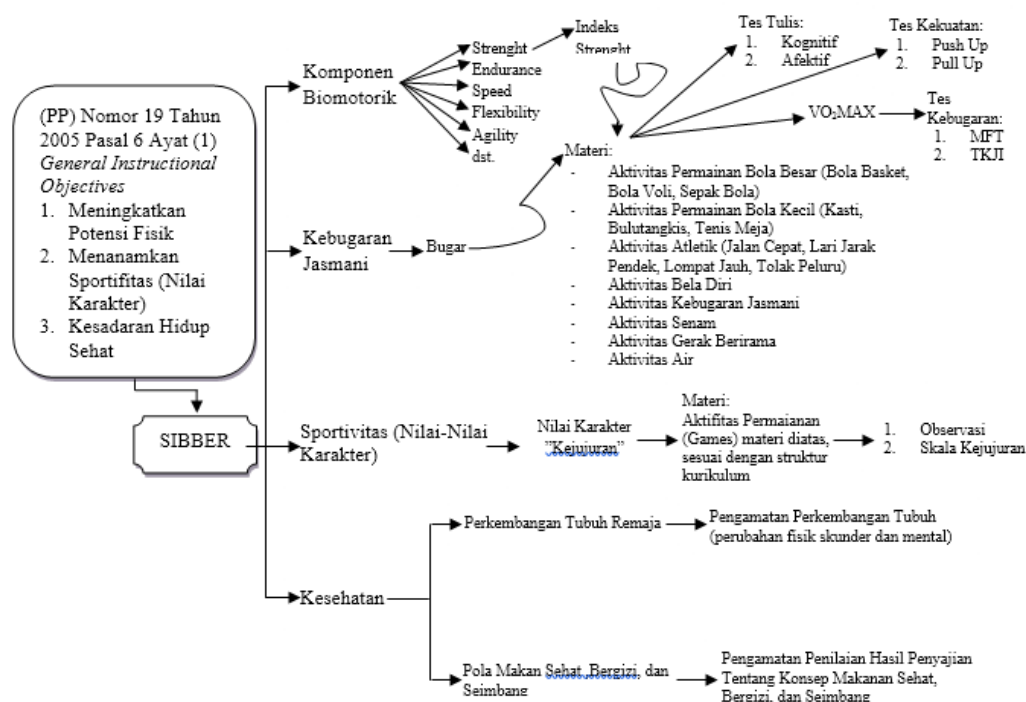 (PP) Nomor 19 Tahun
2005 Pasal 6 Ayat (1)
General Instructional
Objectives
1. Meningkatkan
Potensi Fisik
2. Menanamkan
Sportifitas (Nilai
Karakter)
3. Kesadaran Hidup
Sehat
SIBBER
Komponen
Biomotorik
Strenght
Endurance
Speed
Flexibility
Agility
dst.
Indeks
Strenght
Tes Tulis:
1. Kognitif
2. Afektif
Tes Kekuatan:
1. Push Up
2. Pull Up
VO₂MAX
Tes
Kebugaran:
1. MFT
2. TKJI
Kebugaran
Jasmani
Bugar
Materi:
- Aktivitas Permainan Bola Besar (Bola Basket,
Bola Voli, Sepak Bola)
- Aktivitas Permainan Bola Kecil (Kasti,
Bulutangkis, Tenis Meja)
- Aktivitas Atletik (Jalan Cepat, Lari Jarak
Pendek, Lompat Jauh, Tolak Peluru)
- Aktivitas Bela Diri
- Aktivitas Kebugaran Jasmani
- Aktivitas Senam
- Aktivitas Gerak Berirama
- Aktivitas Air
Sportivitas (Nilai-Nilai
Karakter)
Nilai Karakter
”Kejujuran”
Materi:
Aktifitas Permaianan
(Games) materi diatas,
sesuai dengan struktur
kurikulum
1. Observasi
2. Skala Kejujuran
Kesehatan
Perkembangan Tubuh Remaja
Pengamatan Perkembangan Tubuh
(perubahan fisik skunder dan mental)
Pola Makan Sehat, Bergizi, dan
Seimbang
Pengamatan Penilaian Hasil Penyajian
Tentang Konsep Makanan Sehat,
Bergizi, dan Seimbang